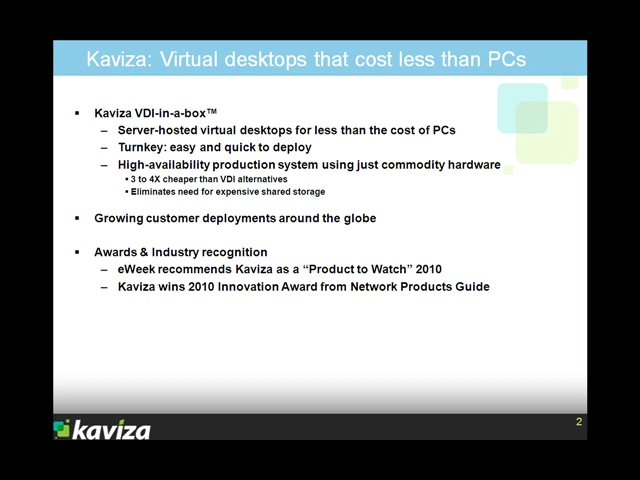 Kaviza: Virtual desktops that cost less than PCs
▪ Kaviza VDI-in-a-box™
– Server-hosted virtual desktops for less than the cost of PCs
– Turnkey: easy and quick to deploy
– High-availability production system using just commodity hardware
• 3 to 4X cheaper than VDI alternatives
• Eliminates need for expensive shared storage
▪ Growing customer deployments around the globe
▪ Awards & Industry recognition
– eWeek recommends Kaviza as a “Product to Watch” 2010
– Kaviza wins 2010 Innovation Award from Network Products Guide
kaviza
2